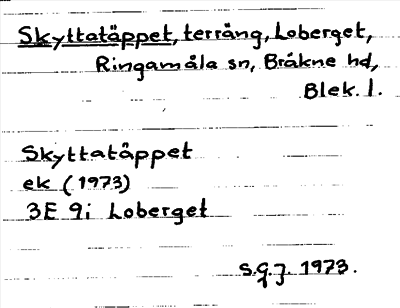 Skyttatäppet, terräng, Loberget,
Ringamåla sn, Bräkne hd,
Blek. l.
Skyttatäppet
ek (1973)
3E 9i Loberget
S.G.J. 1973.